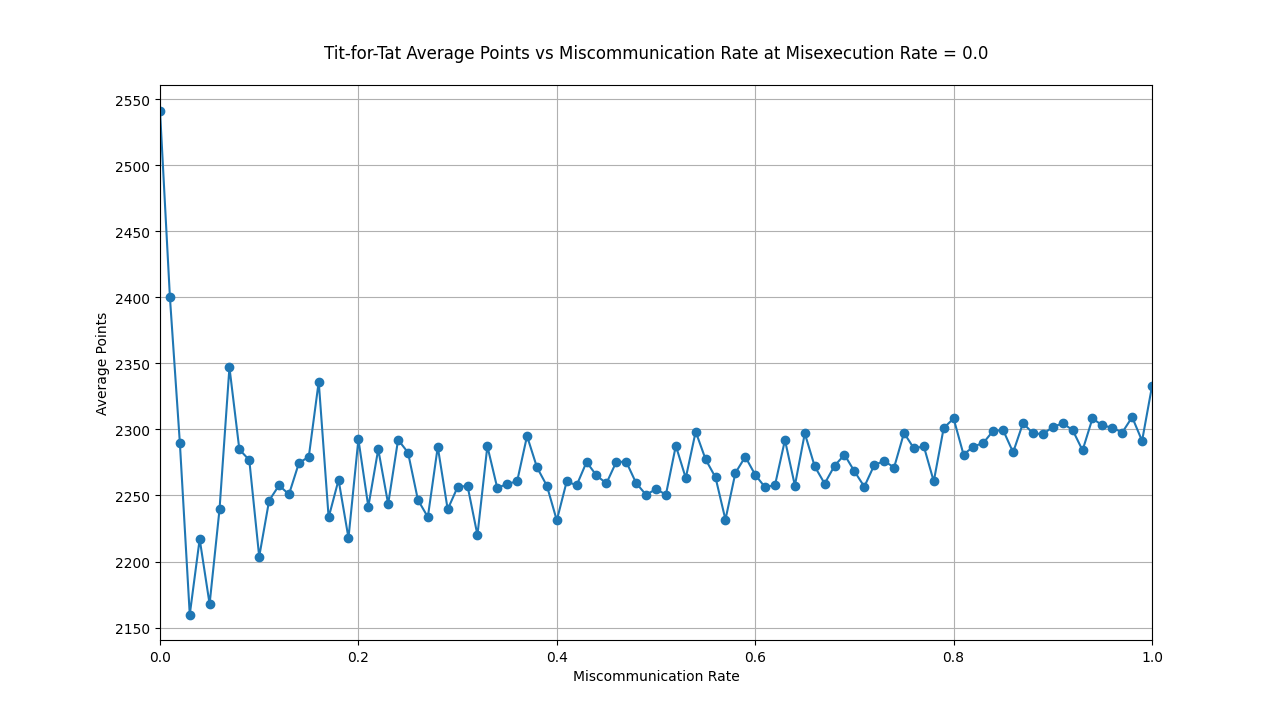 Tit-for-Tat Average Points vs Miscommunication Rate at Misexecution Rate = 0.0
2550
2500
2450
2400
2350
2300
2250
2200
2150
Average Points
0.0 0.2 0.4 0.6 0.8 1.0
Miscommunication Rate